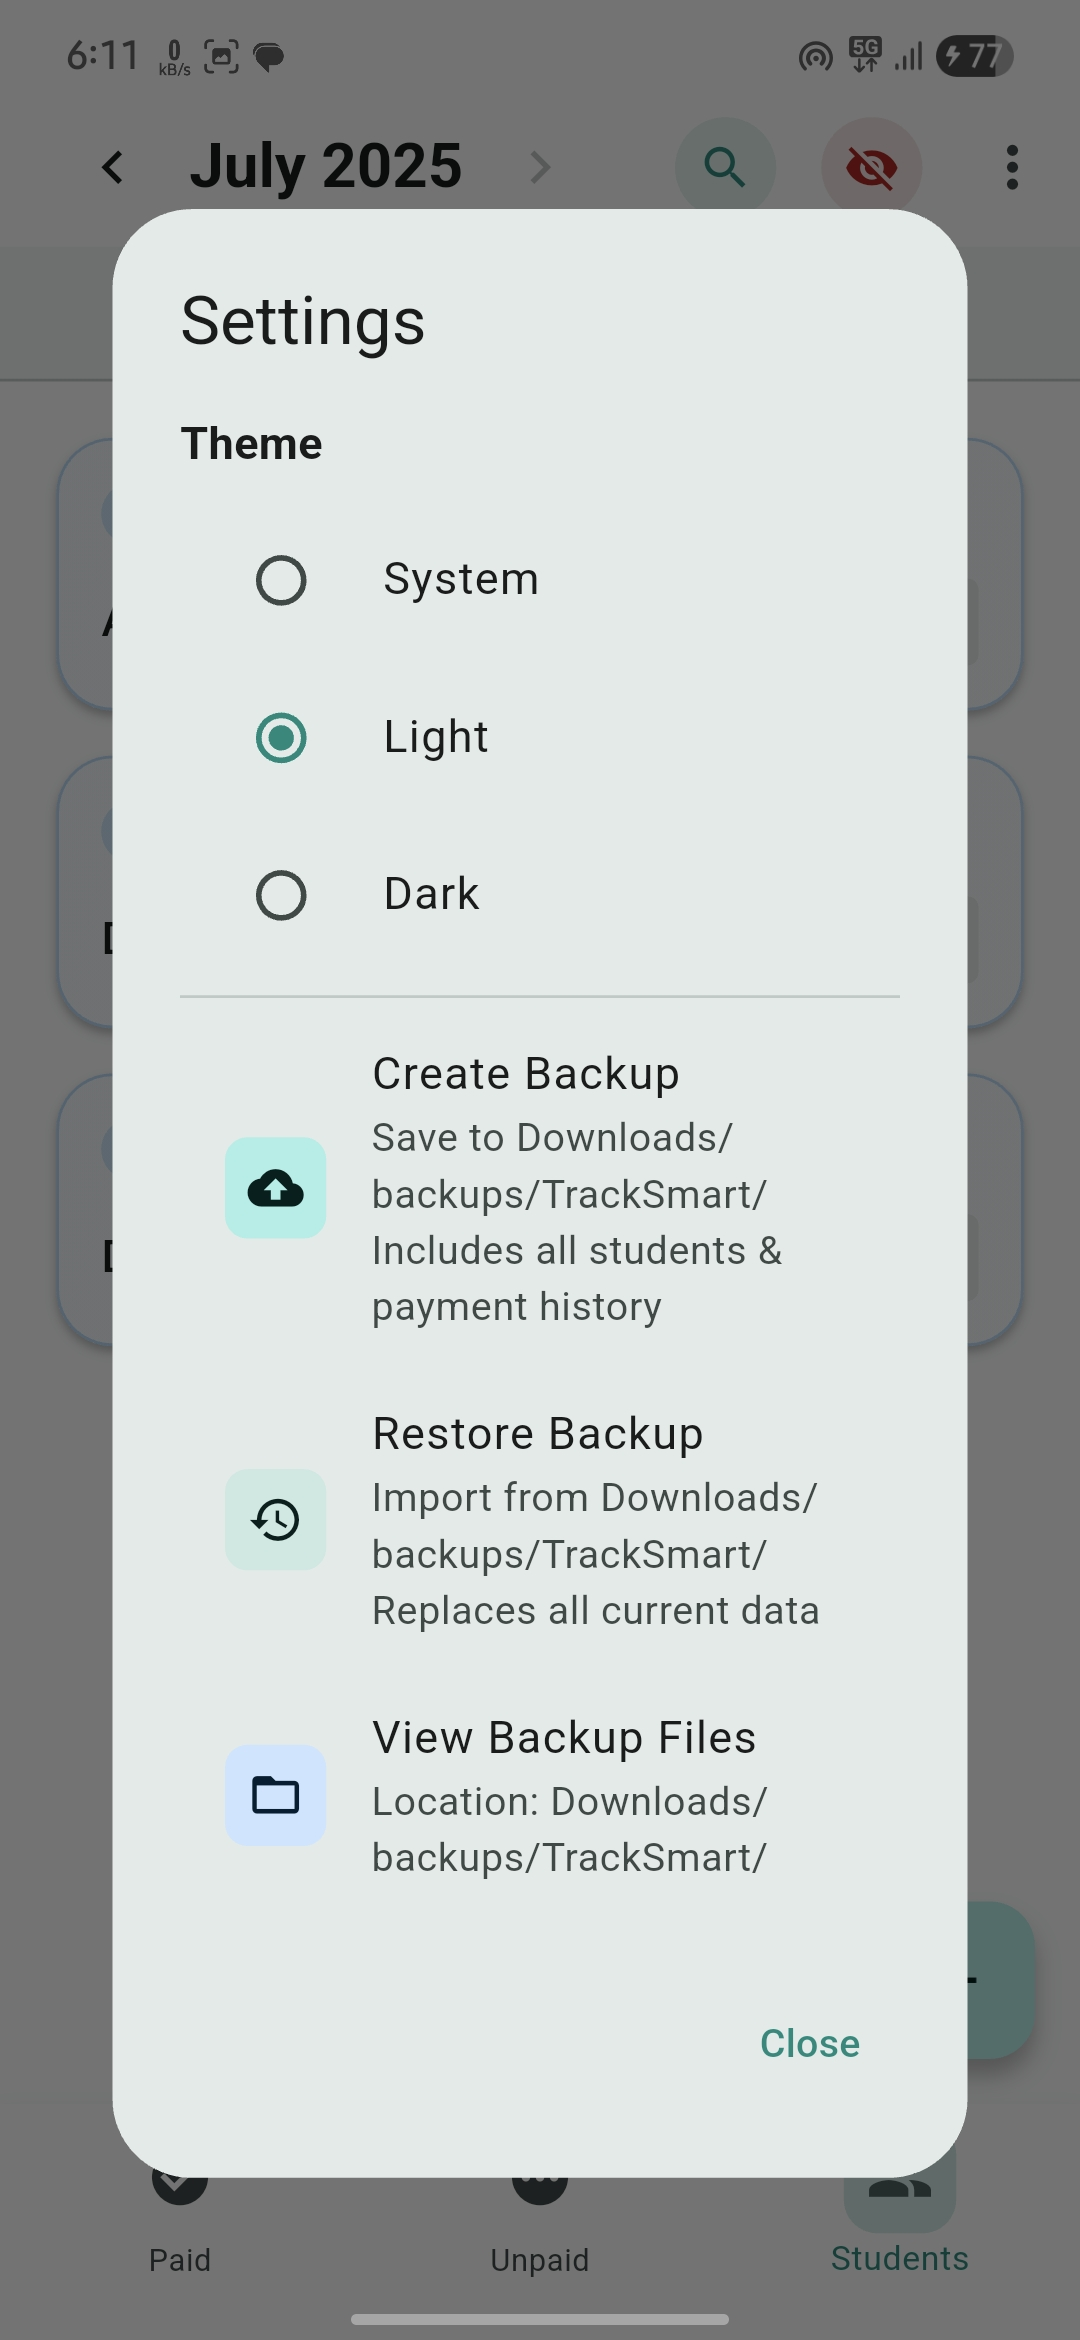 6:11
0
kB/s
5G
77
July 2025
Settings
Theme
System
Light
Dark
Create Backup
Save to Downloads/
backups/TrackSmart/
Includes all students &
payment history
Restore Backup
Import from Downloads/
backups/TrackSmart/
Replaces all current data
View Backup Files
Location: Downloads/
backups/TrackSmart/
Close
Paid
Unpaid
Students